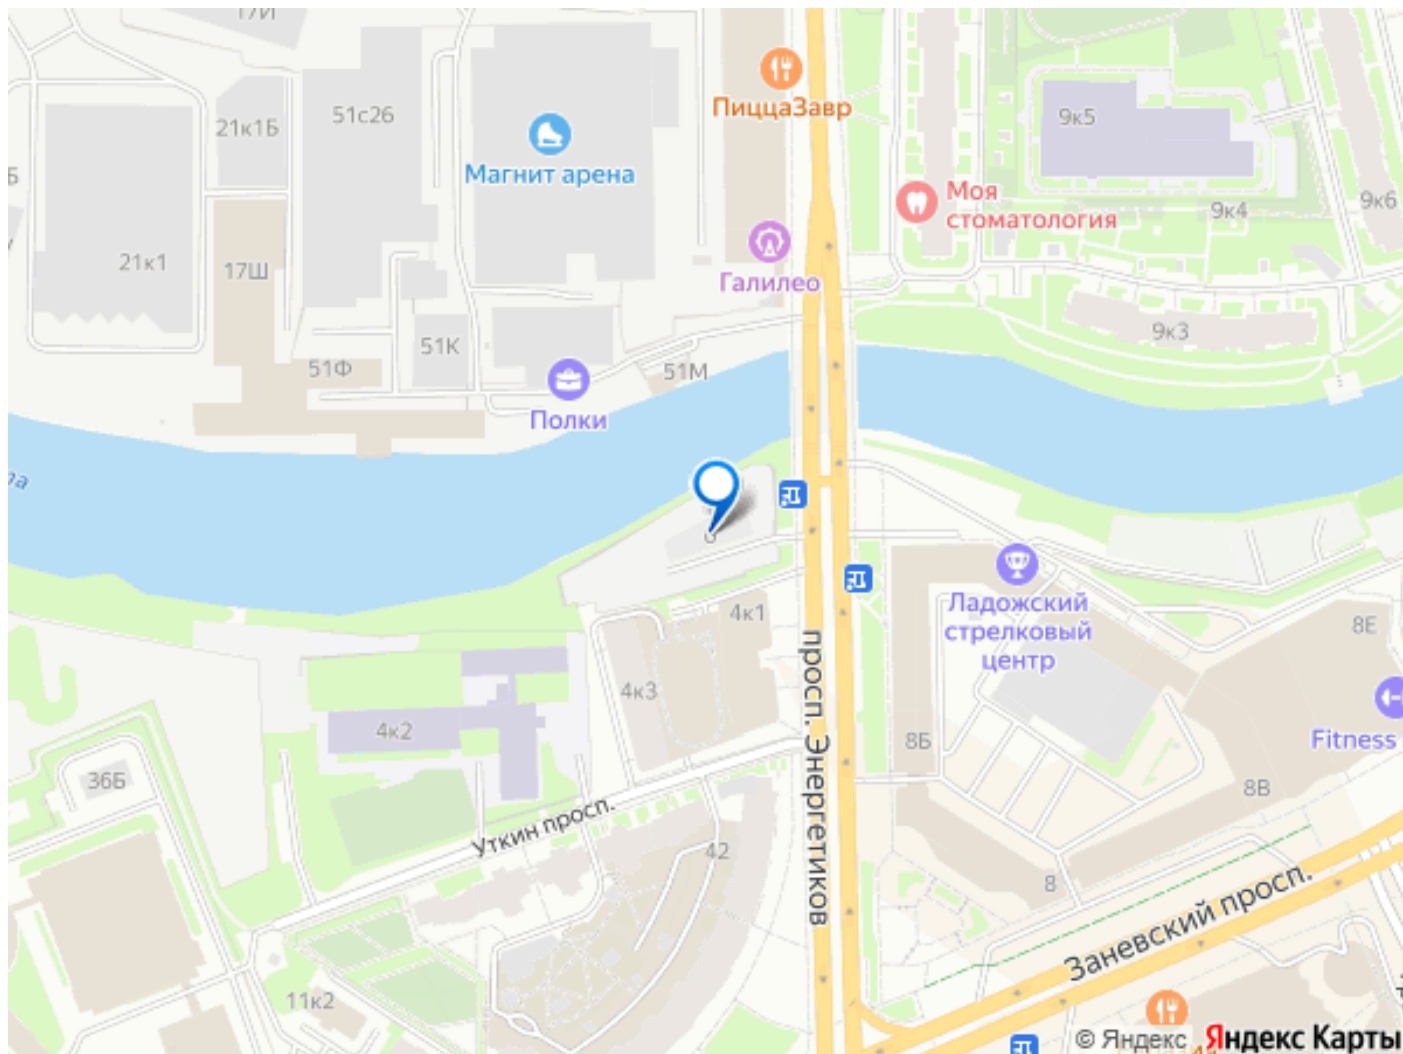 17И
ПиццаЗавр
21к1Б
51с26
9к5
Магнит арена
Моя
стоматология
9к4
9к6
21к1
17Ш
Галилео
51К
9к3
51Ф
51М
Полки
Ладожский
стрелковый
центр
4к1
8Е
4к3
просп. Энергетиков
4к2
8Б
Fitness
36Б
8В
Уткин просп.
42
8
Заневский просп.
11к2
© Яндекс Яндекс Карты